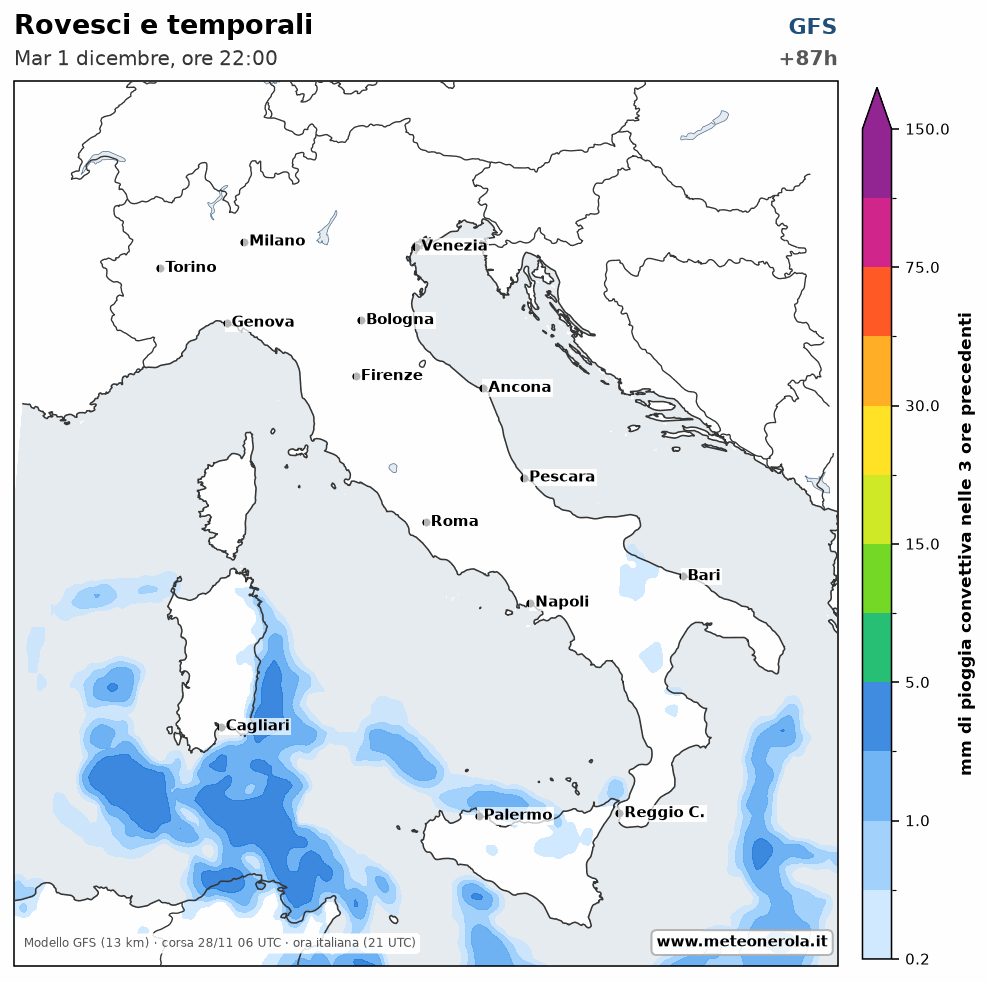 Rovesci e temporali
GFS
Mar 1 dicembre, ore 22:00
+87h
Milano
Venezia
Torino
Genova
Bologna
Firenze
Ancona
Pescara
Roma
Bari
Napoli
Cagliari
Palermo
Reggio C.
Modello GFS (13 km) · corsa 28/11 06 UTC · ora italiana (21 UTC)
www.meteonerola.it
150.0
75.0
30.0
15.0
5.0
1.0
0.2
mm di pioggia convettiva nelle 3 ore precedenti